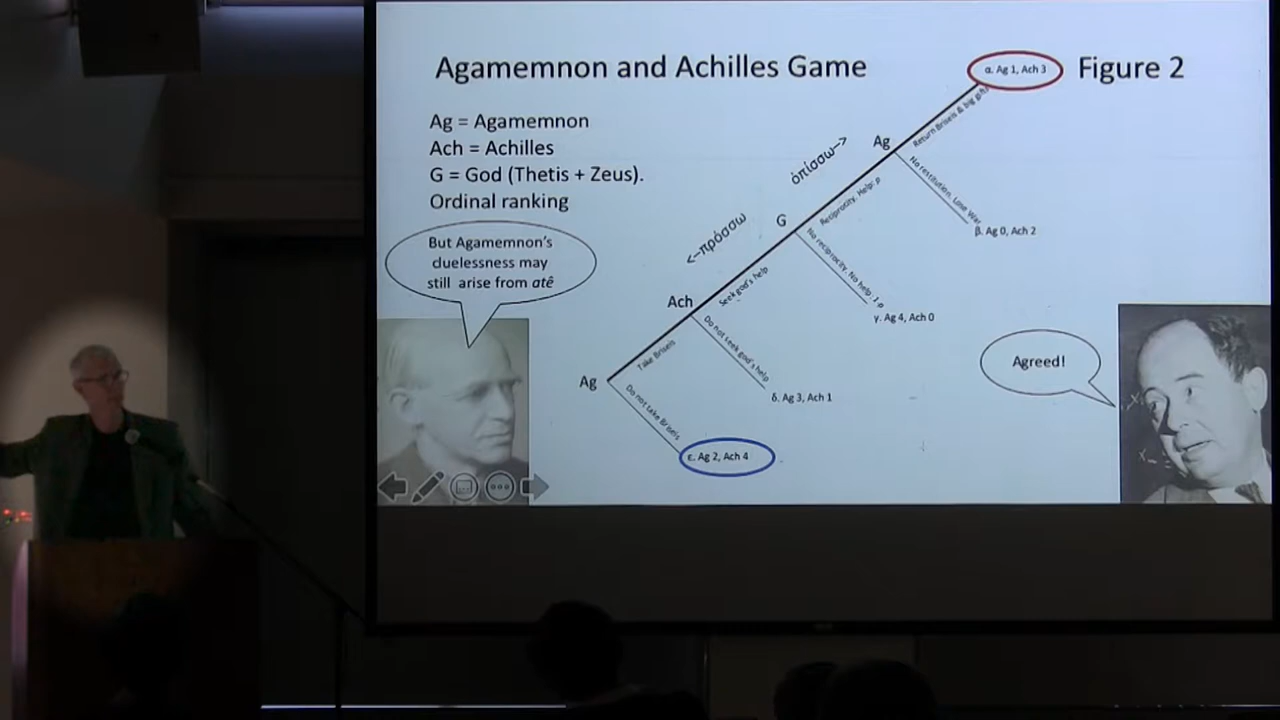 Agamemnon and Achilles Game
Figure 2
Ag = Agamemnon
Ach = Achilles
G = God (Thetis + Zeus).
Ordinal ranking
But Agamemnon's
duelessness may
still arise from atê
Agreed!
α. Ag 1, Ach 3
Return Briseis & big gifts
Ag
No restitution. Lose War
β. Ag 0, Ach 2
ὀπίσσω–>
Reciprocity. Help: p
G
<–πρόσσω
No reciprocity. No help
γ. Ag 4, Ach 0
Seek god's help
Ach
Do not seek god's help
δ. Ag 3, Ach 1
Take Briseis
Ag
Do not take Briseis
ε. Ag 2, Ach 4